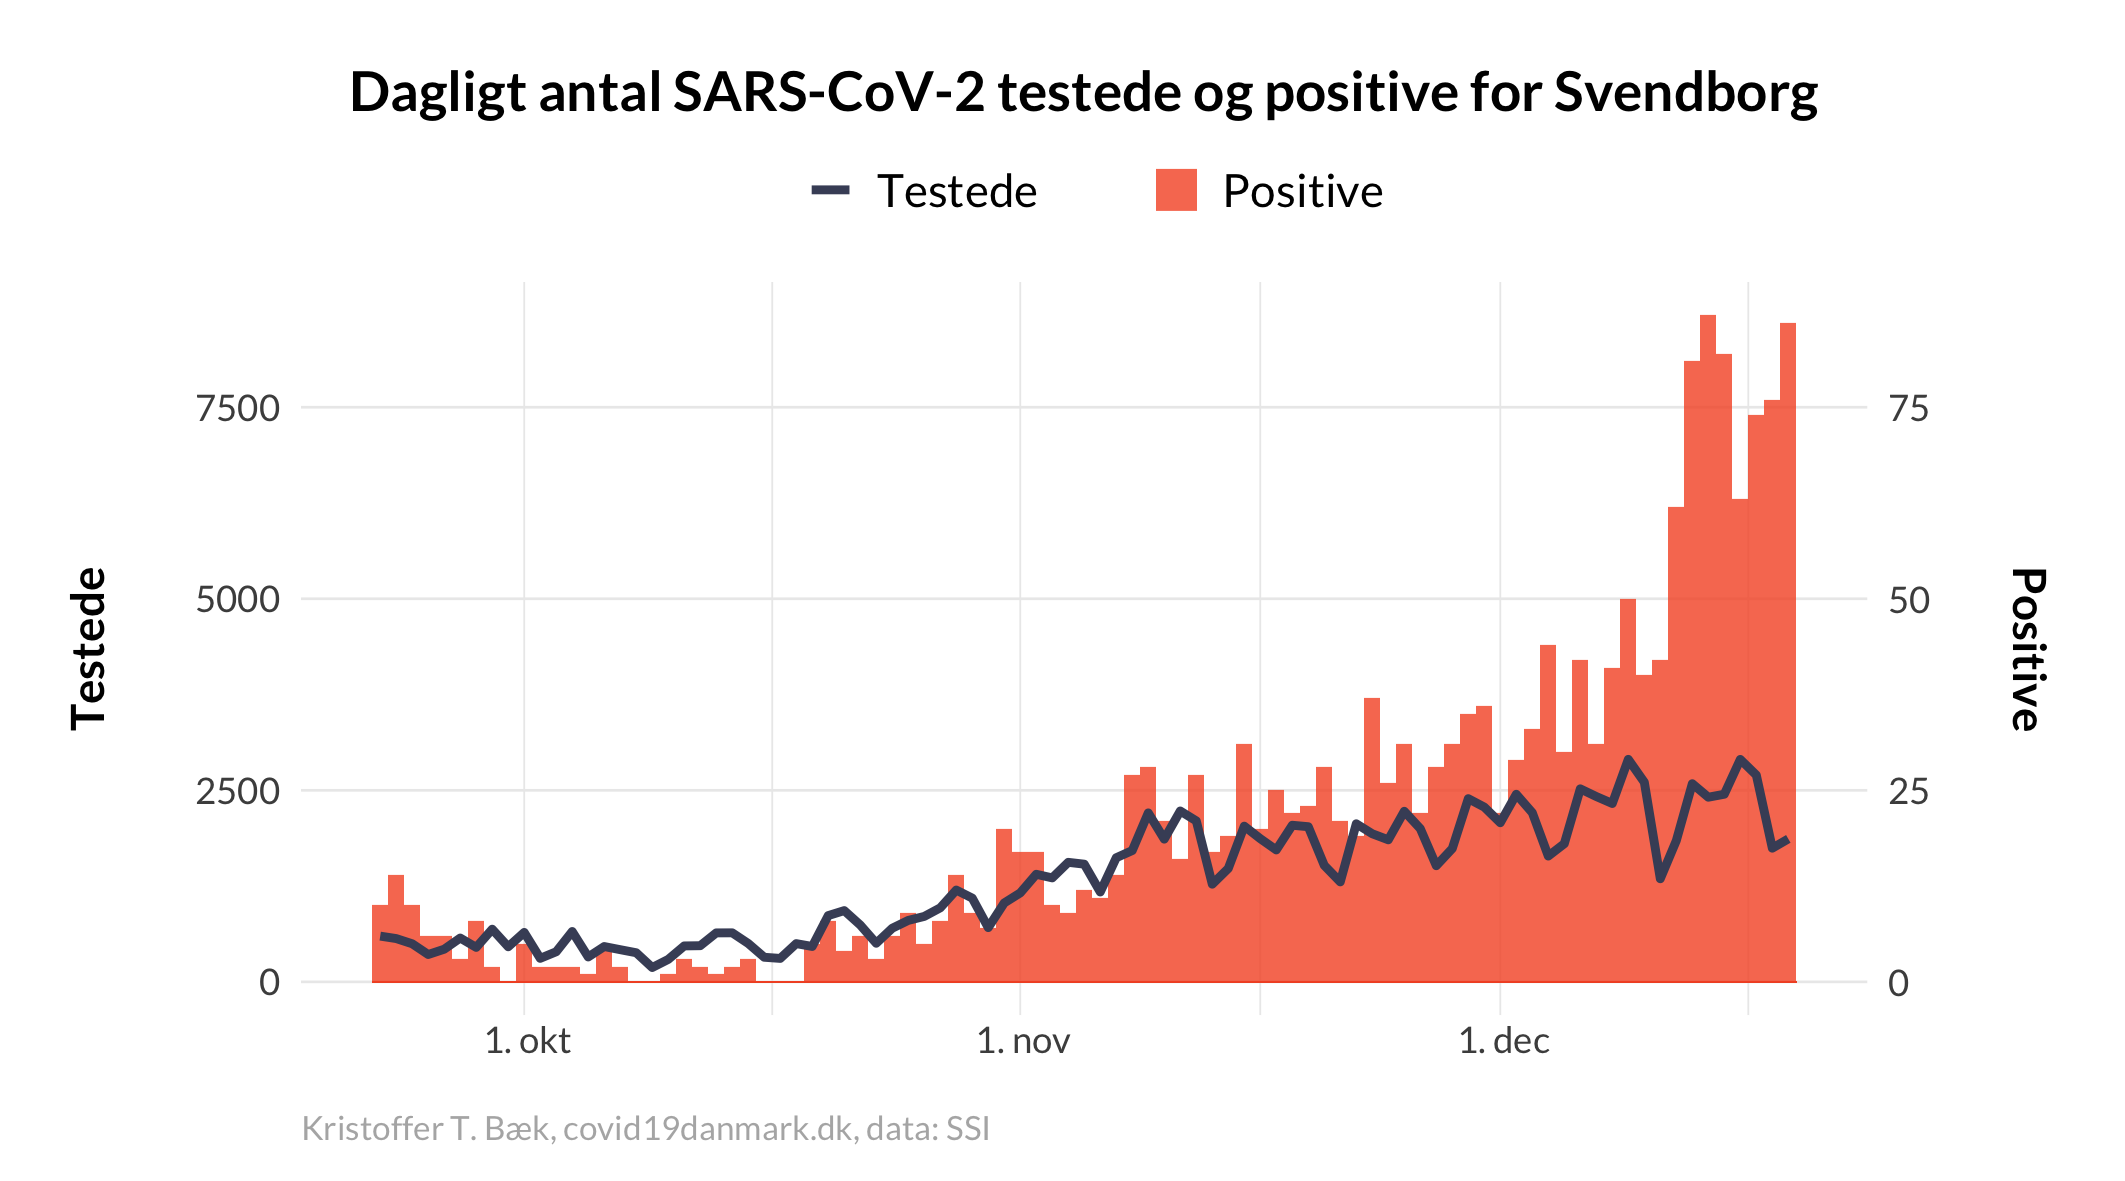 Dagligt antal SARS-CoV-2 testede og positive for Svendborg
Testede
Positive
7500
5000
2500
0
75
50
25
0
Testede
Positive
1. okt
1. nov
1. dec
Kristoffer T. Bæk, covid19danmark.dk, data: SSI